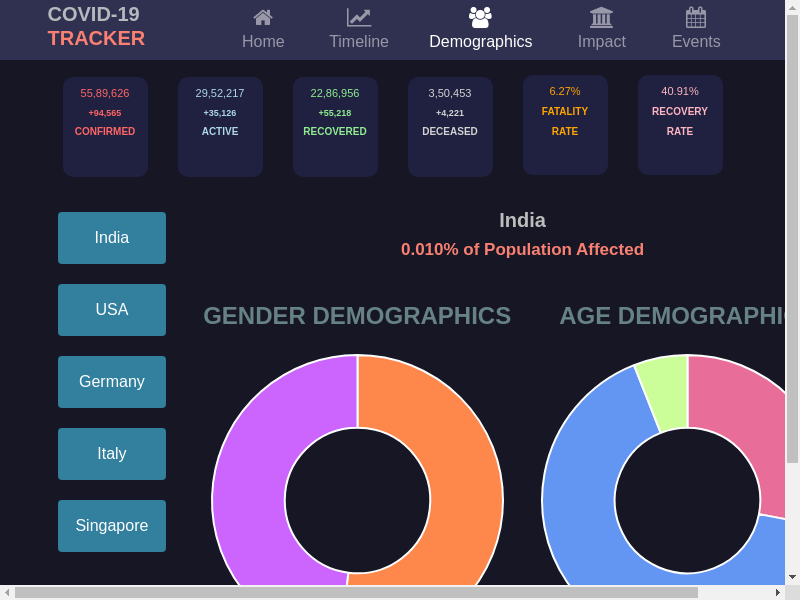 COVID-19
TRACKER
Home
Timeline
Demographics
Impact
Events
55,89,626
+94,565
CONFIRMED
29,52,217
+35,126
ACTIVE
22,86,956
+55,218
RECOVERED
3,50,453
+4,221
DECEASED
6.27%
FATALITY
RATE
40.91%
RECOVERY
RATE
India
USA
Germany
Italy
Singapore
India
0.010% of Population Affected
GENDER DEMOGRAPHICS
AGE DEMOGRAPHI